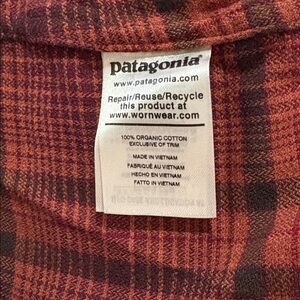 patagonia®
www.patagonia.com
Repair/Reuse/Recycle
this product at
www.wornwear.com
100% ORGANIC COTTON
EXCLUSIVE OF TRIM
MADE IN VIETNAM
FABRIQUÉ AU VIETNAM
HECHO EN VIETNAM
FATTO IN VIETNAM